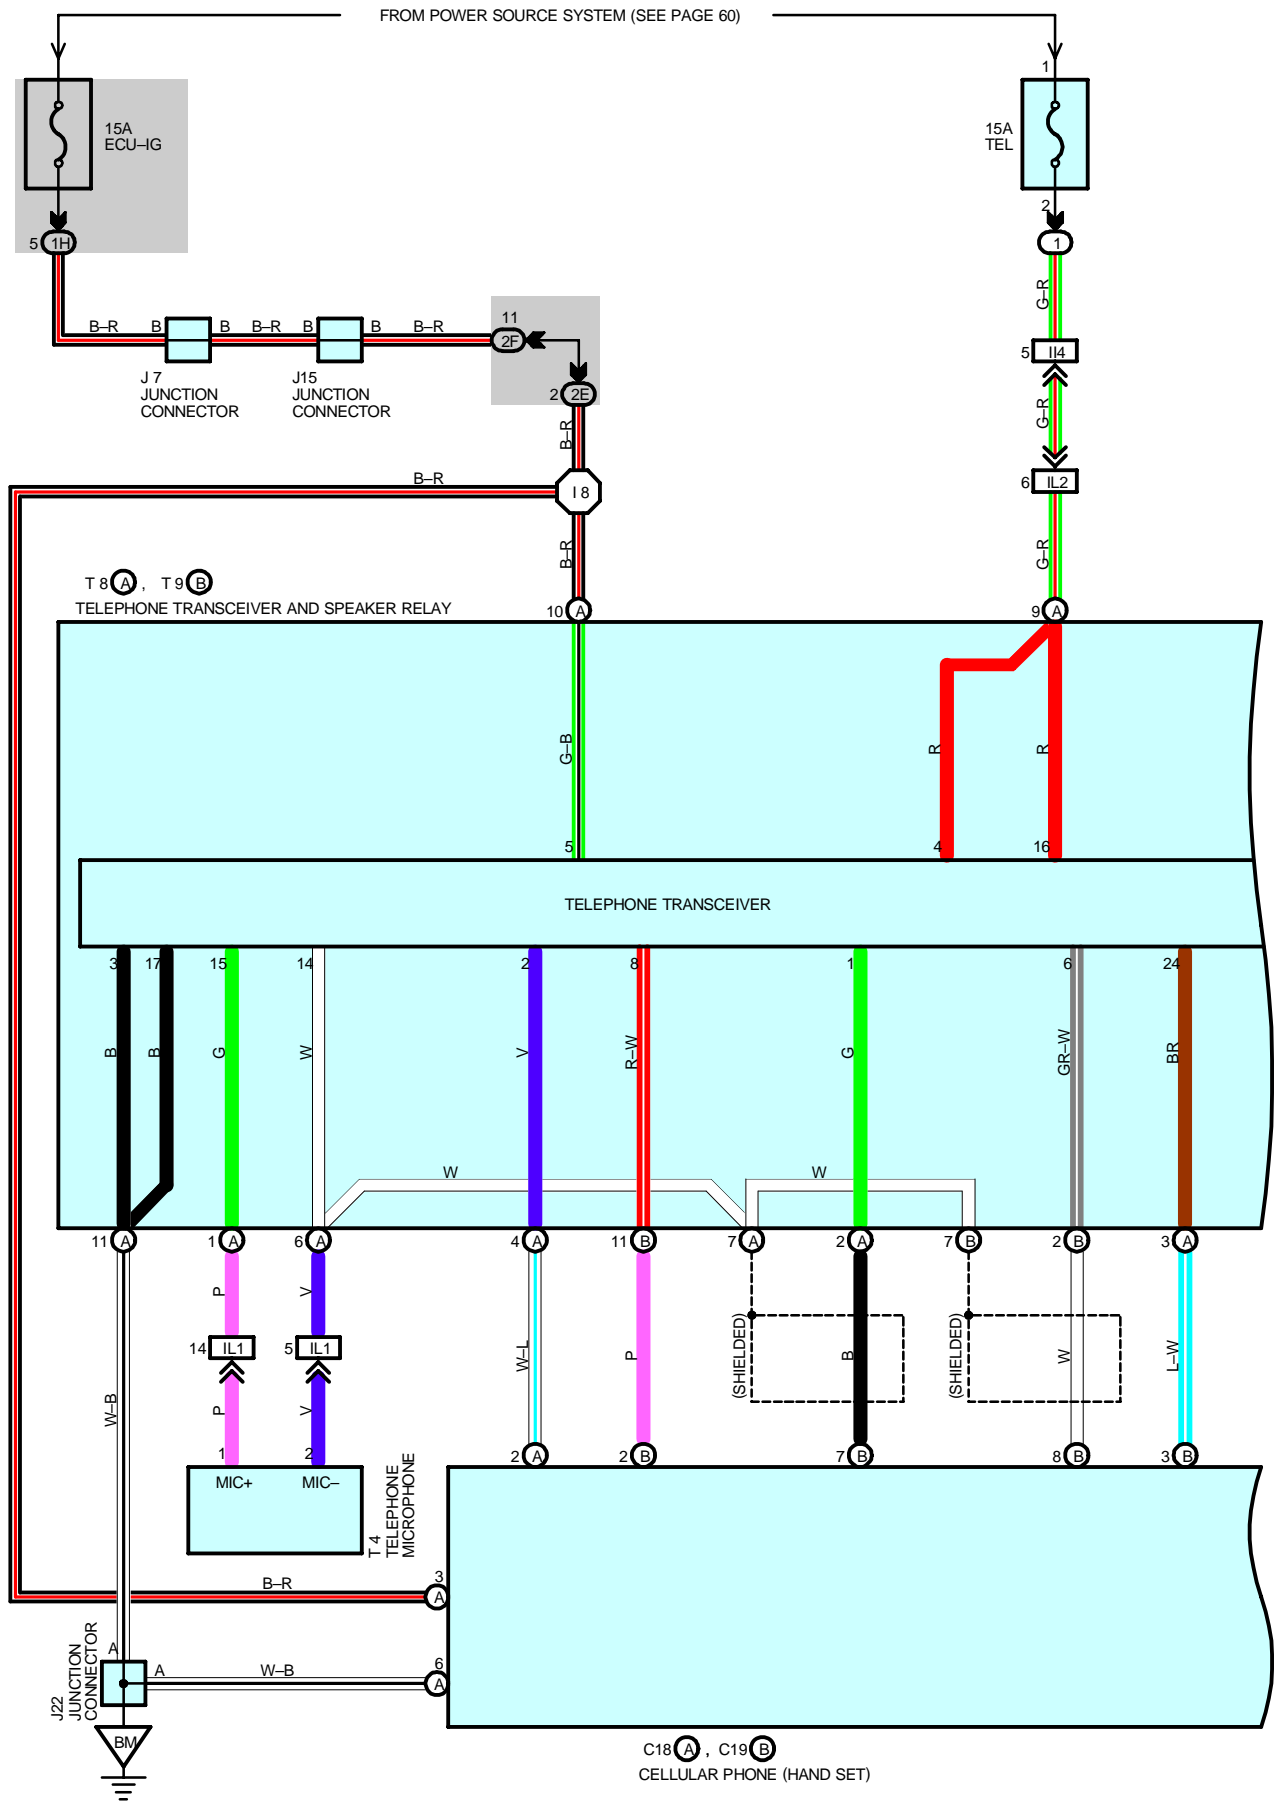 FROM POWER SOURCE SYSTEM (SEE PAGE 60)
1
15A
ECU–IG
15A
TEL
2
5 1H
1
G–R
B–R B B B–R B B B–R
11
2F
5 II4
J 7
JUNCTION
CONNECTOR
J15
JUNCTION
CONNECTOR
2 2E
G–R
B–R
B–R
I 8
6 IL2
B–R
G–R
T 8 A , T 9 B
TELEPHONE TRANSCEIVER AND SPEAKER RELAY
10 A
9 A
G–B
R
R
5
4
16
TELEPHONE TRANSCEIVER
3 17 15 14 2 8 1 6 24
B B G W V R–W G GR–W BR
W
W
11 A 1 A 6 A 4 A 11 B 7 A 2 A 7 B 2 B 3 A
P V
14 IL1 5 IL1
W–B
P V
W–L P (SHIELDED) B (SHIELDED) W L–W
1 2
2 A 2 B 7 B 8 B 3 B
MIC+ MIC–
T 4
TELEPHONE
MICROPHONE
B–R
3
A
J22
JUNCTION
CONNECTOR
A
A
W–B
6
A
BM
C18 A , C19 B
CELLULAR PHONE (HAND SET)